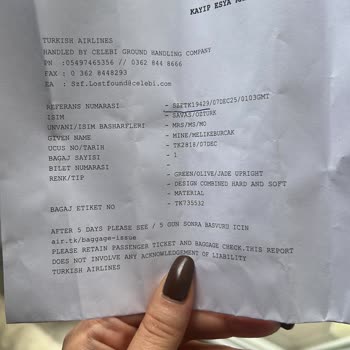 KAYIP ESYA
TURKISH AIRLINES
HANDLED BY CELEBI GROUND HANDLING COMPANY
PH :05497465356 // 0362 844 8666
FAX : 0 362 8448293
EA : Szf.Lostfound@celebi.com
REFERANS NUMARASI - SZFTK19429/07DEC25/0103GMT
ISIM - SAVAS/OZTURK
UNVANI/ISIM BASHARFLERI - MRS/MS/MO
GIVEN NAME - MINE/MELIKEBURCAK
UCUS NO/TARIH - TK2818/07DEC
BAGAJ SAYISI - 1
BILET NUMARASI -
RENK/TIP - GREEN/OLIVE/JADE UPRIGHT
- DESIGN COMBINED HARD AND SOFT
- MATERIAL
BAGAJ ETIKET NO - TK735532
AFTER 5 DAYS PLEASE SEE / 5 GUN SONRA BASVURU ICIN
air.tk/baggage-issue
PLEASE RETAIN PASSENGER TICKET AND BAGGAGE CHECK.THIS REPORT
DOES NOT INVOLVE ANY ACKNOWLEDGEMENT OF LIABILITY
TURKISH AIRLINES